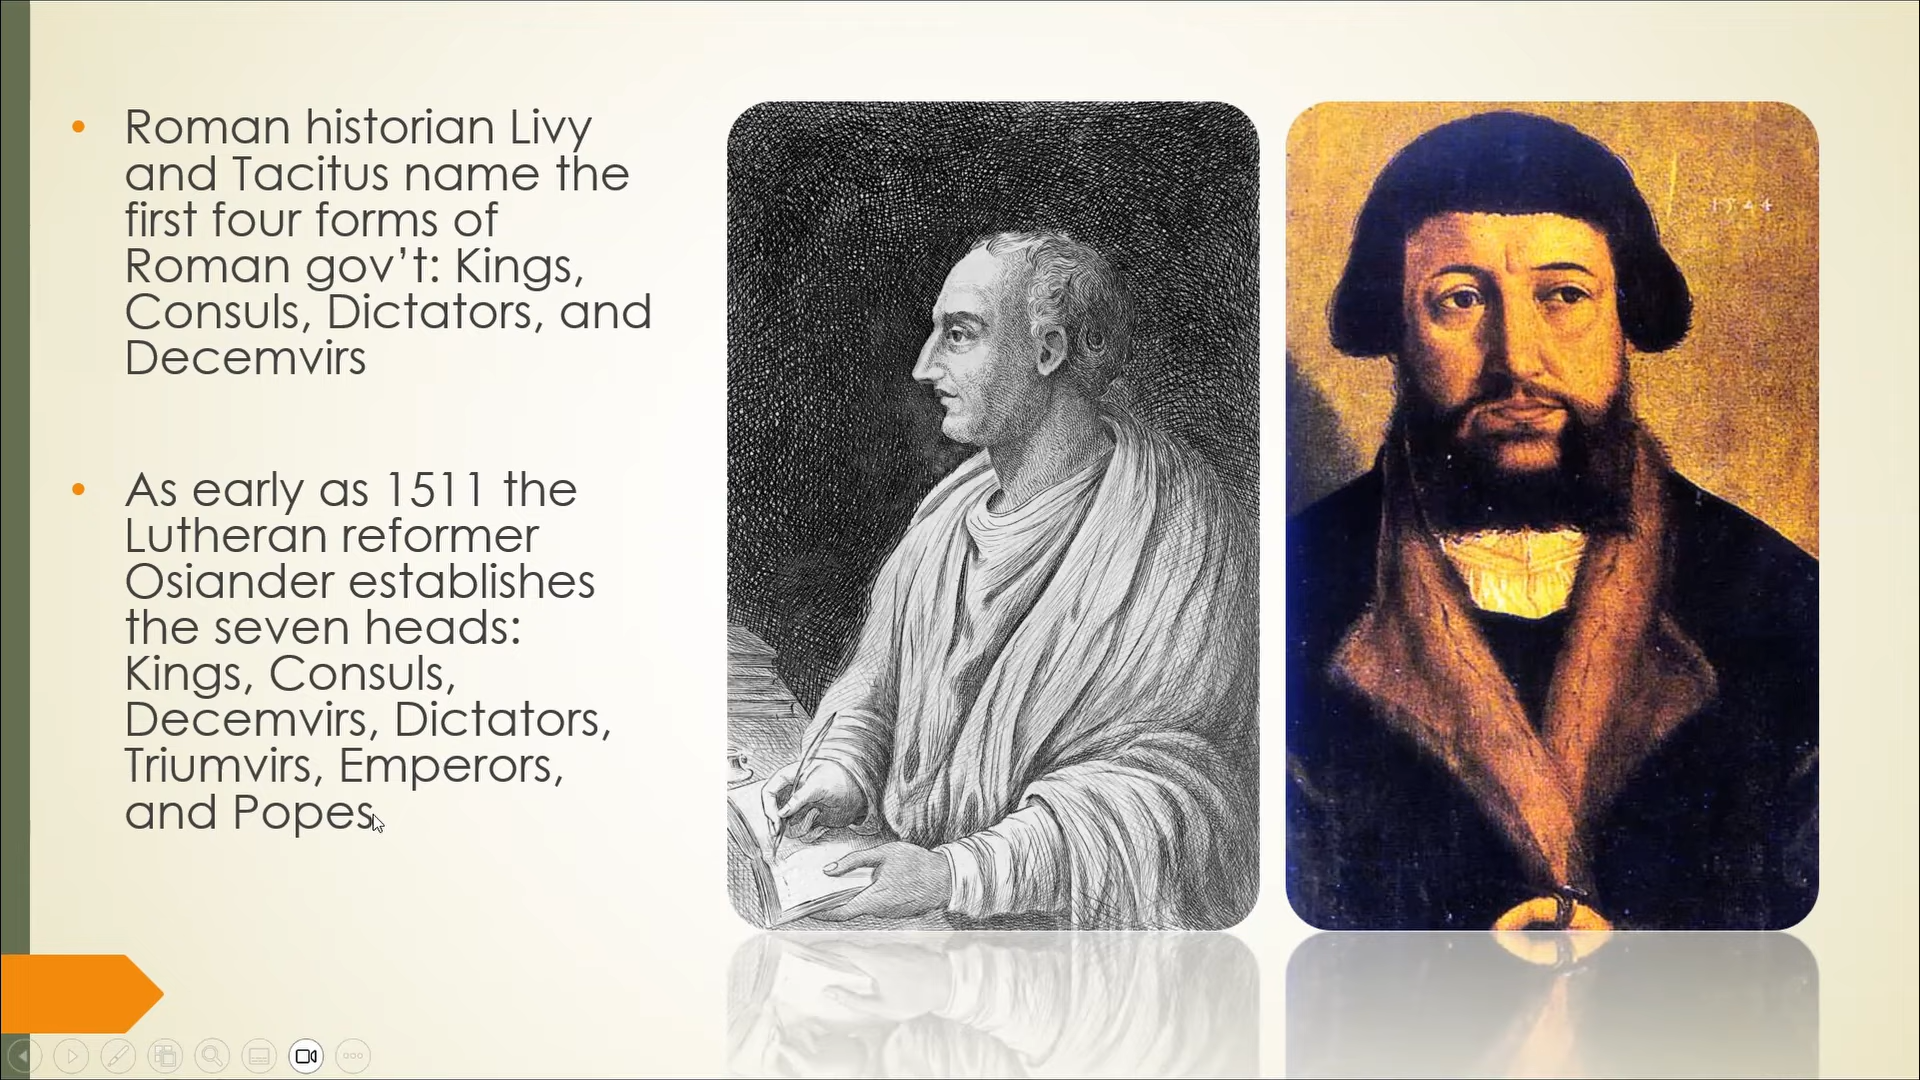 Roman historian Livy
and Tacitus name the
first four forms of
Roman gov’t: Kings,
Consuls, Dictators, and
Decemvirs
As early as 1511 the
Lutheran reformer
Osiander establishes
the seven heads:
Kings, Consuls,
Decemvirs, Dictators,
Triumvirs, Emperors,
and Popes
1544